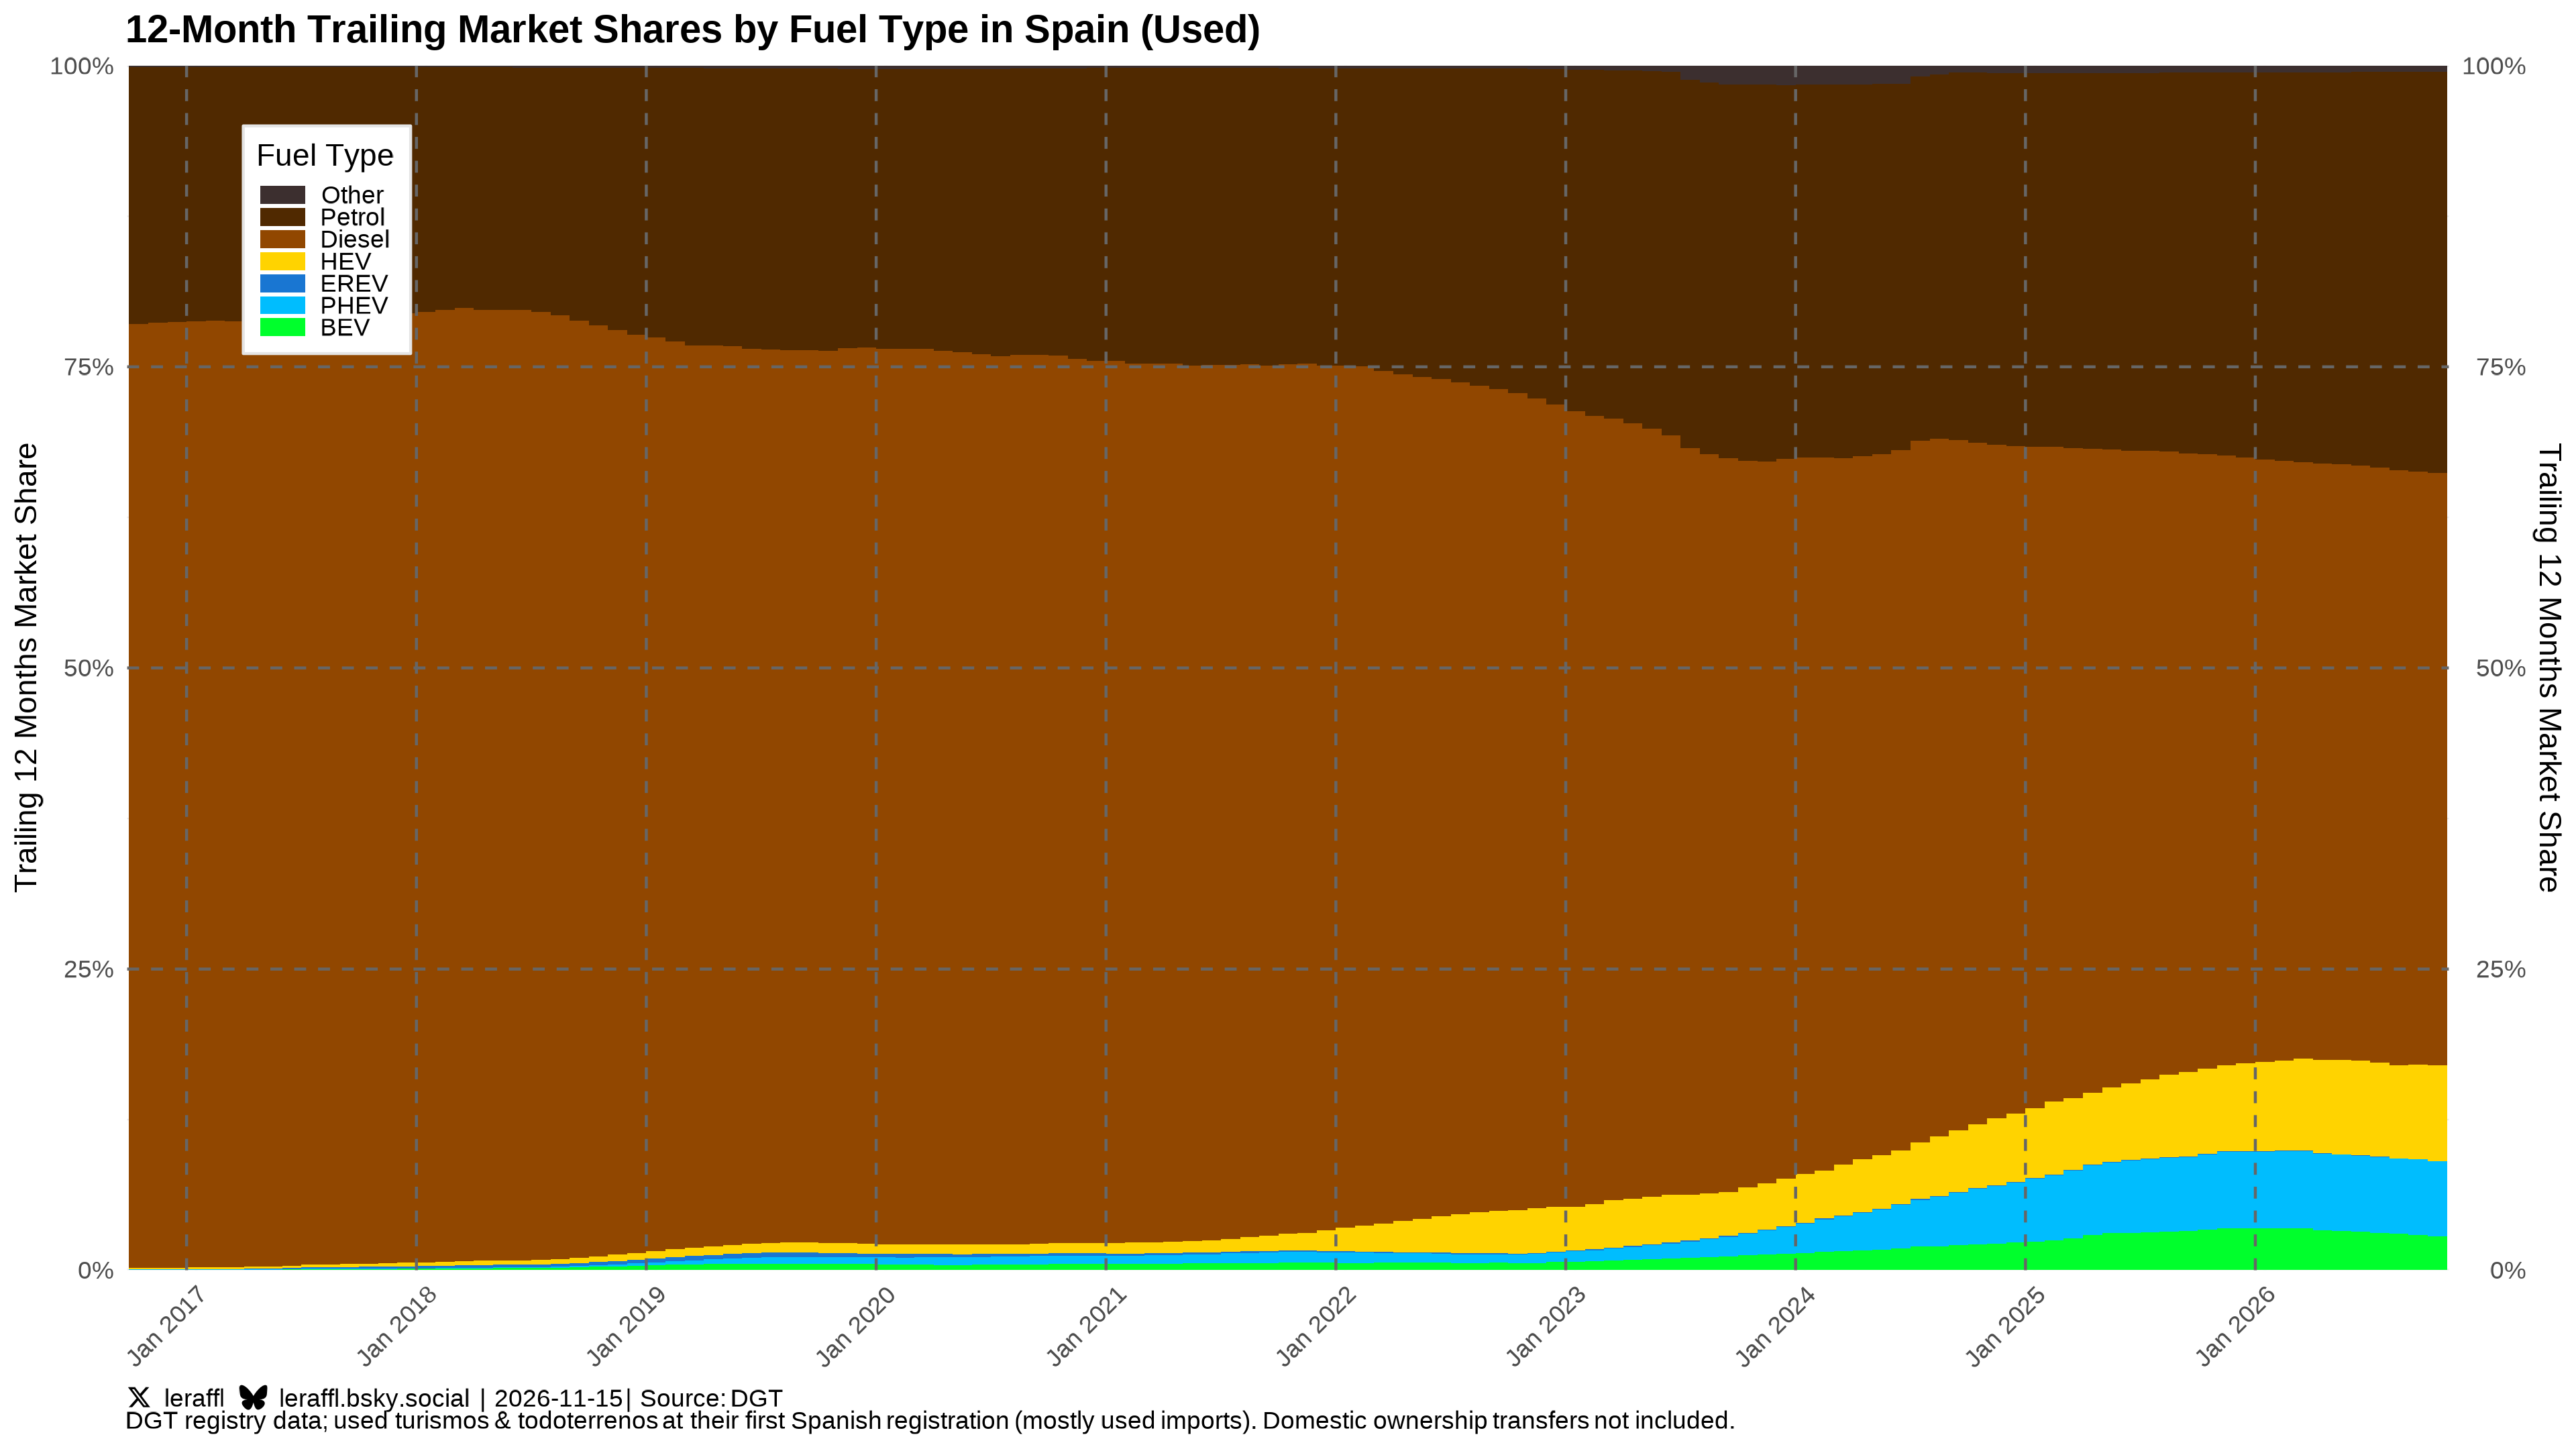 12-Month Trailing Market Shares by Fuel Type in Spain (Used)
100%
75%
50%
25%
0%
Trailing 12 Months Market Share
Fuel Type
Other
Petrol
Diesel
HEV
EREV
PHEV
BEV
100%
75%
50%
25%
0%
Trailing 12 Months Market Share
Jan 2017
Jan 2018
Jan 2019
Jan 2020
Jan 2021
Jan 2022
Jan 2023
Jan 2024
Jan 2025
Jan 2026
leraffl leraffl.bsky.social | 2026-11-15| Source: DGT
DGT registry data; used turismos & todoterrenos at their first Spanish registration (mostly used imports). Domestic ownership transfers not included.